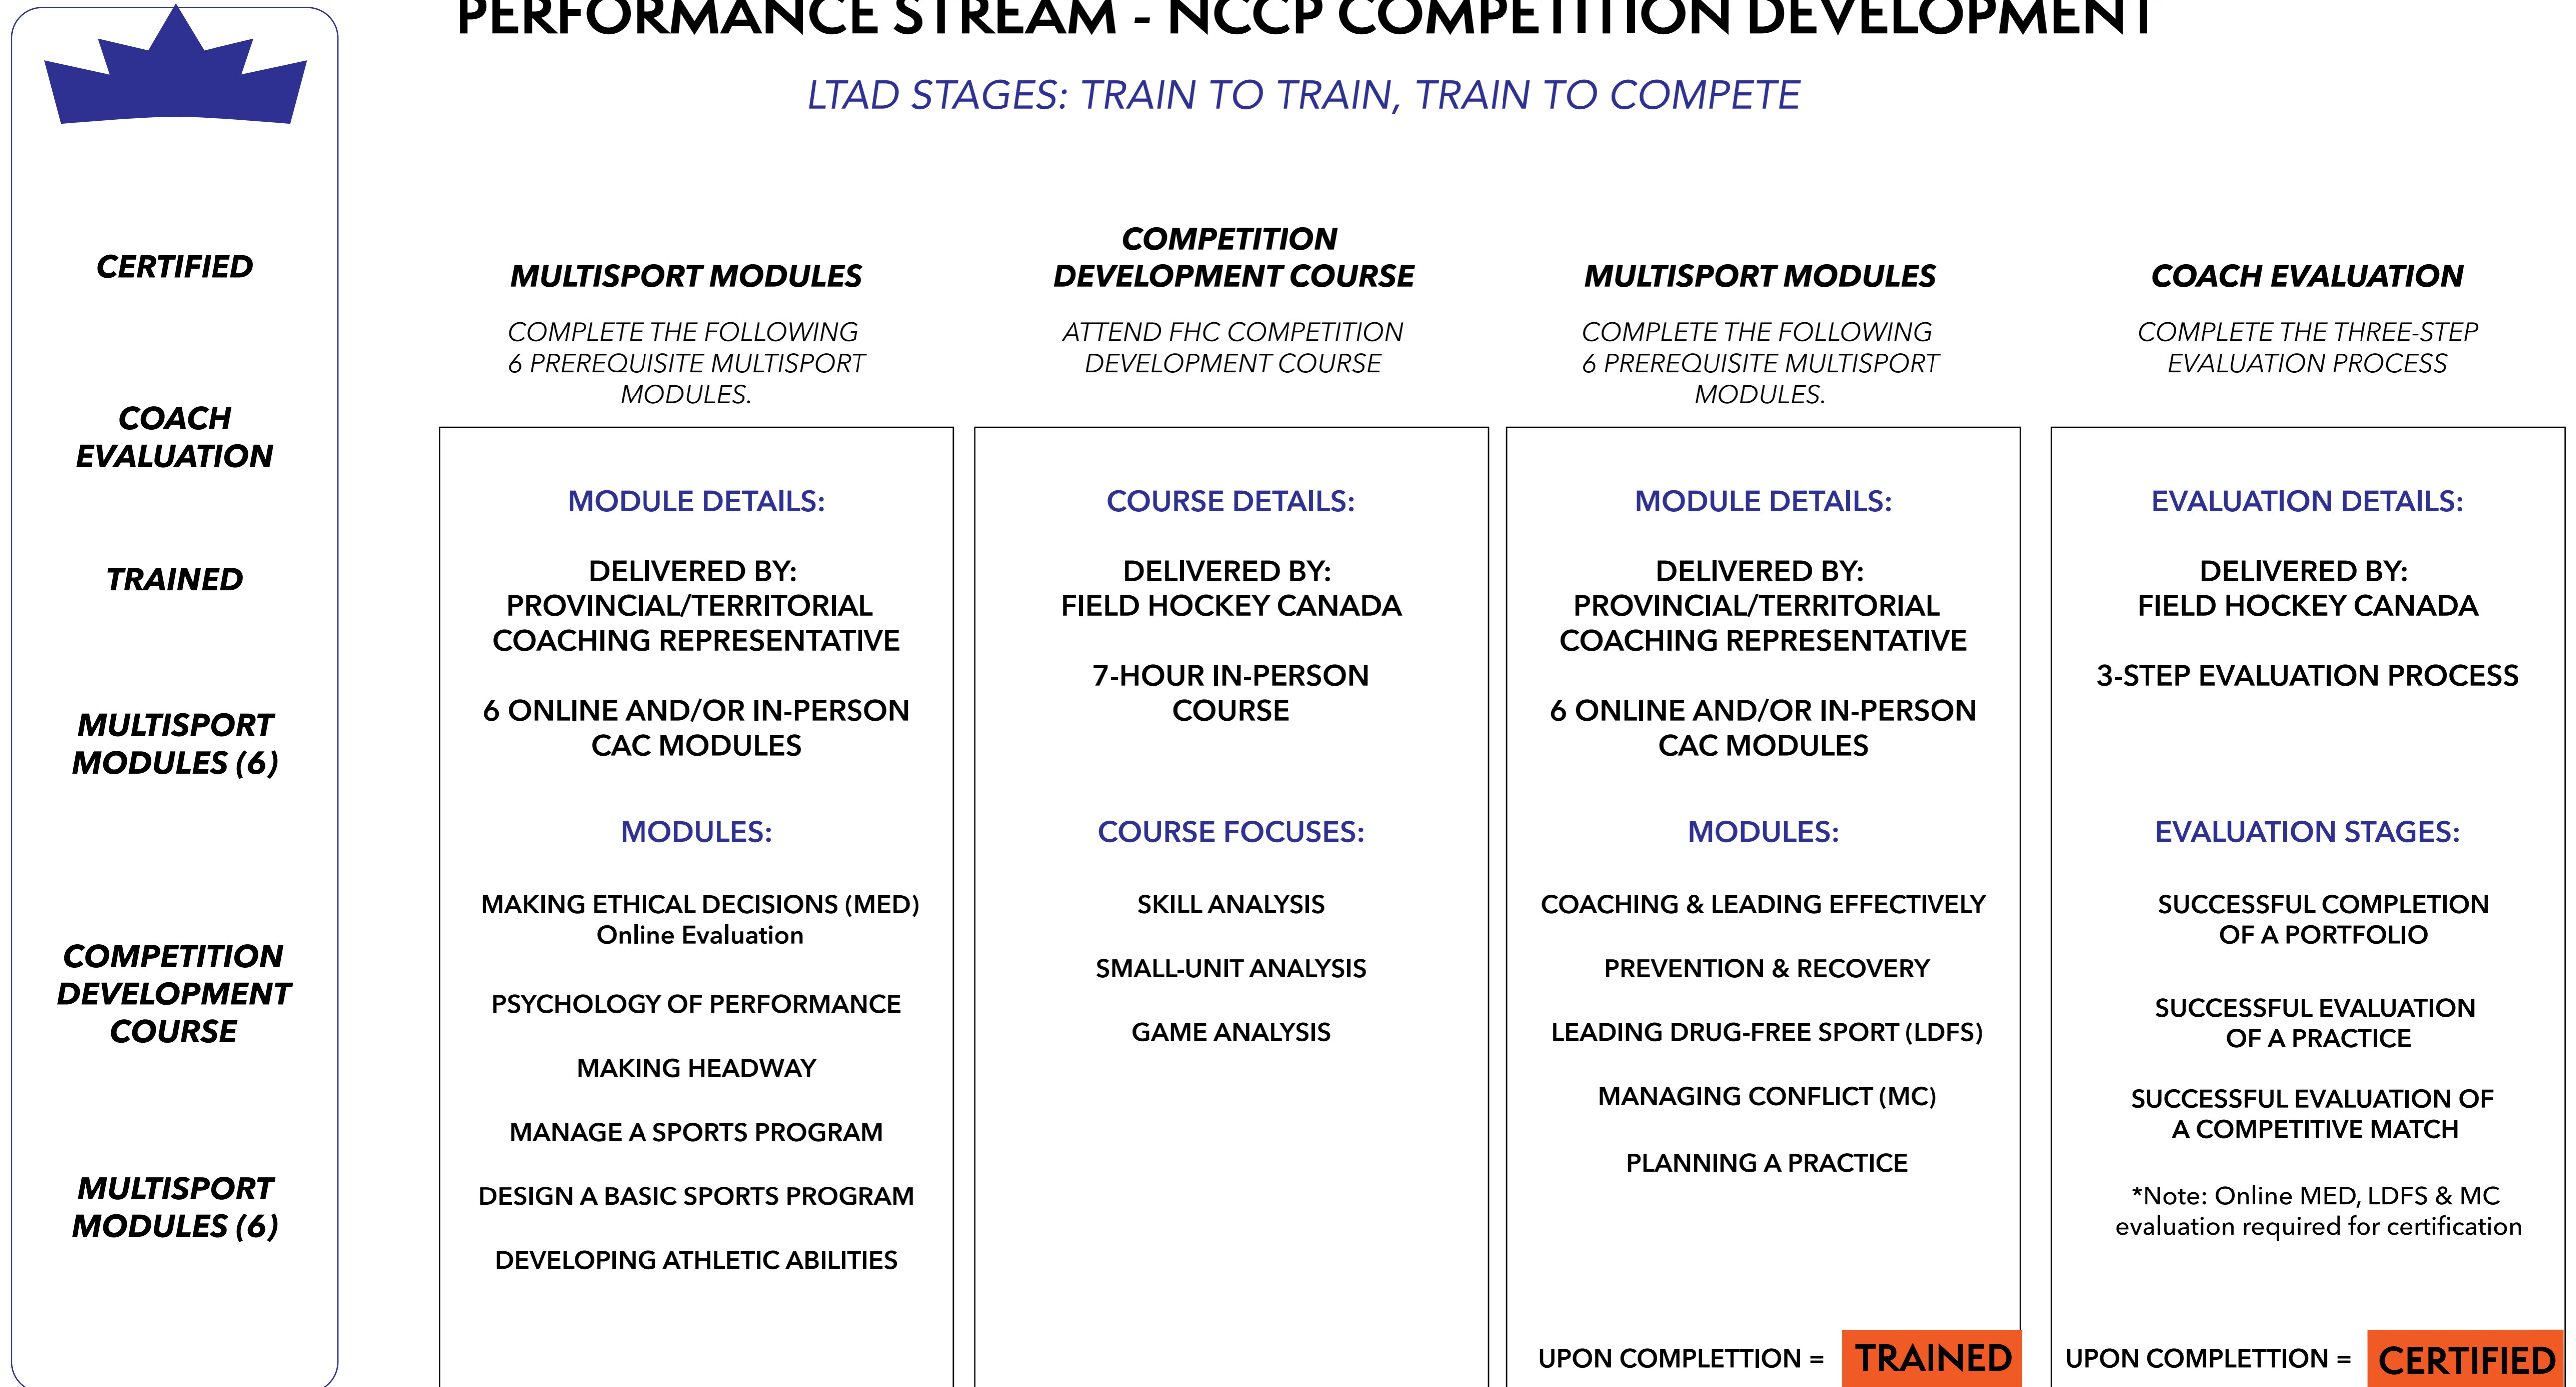 PERFORMANCE STREAM - NCCP COMPETITION DEVELOPMENT
LTAD STAGES: TRAIN TO TRAIN, TRAIN TO COMPETE
CERTIFIED
COACH
EVALUATION
TRAINED
MULTISPORT
MODULES (6)
COMPETITION
DEVELOPMENT
COURSE
MULTISPORT
MODULES (6)
MULTISPORT MODULES
COMPLETE THE FOLLOWING
6 PREREQUISITE MULTISPORT
MODULES.
MODULE DETAILS:
DELIVERED BY:
PROVINCIAL/TERRITORIAL
COACHING REPRESENTATIVE
6 ONLINE AND/OR IN-PERSON
CAC MODULES
MODULES:
MAKING ETHICAL DECISIONS (MED)
Online Evaluation
PSYCHOLOGY OF PERFORMANCE
MAKING HEADWAY
MANAGE A SPORTS PROGRAM
DESIGN A BASIC SPORTS PROGRAM
DEVELOPING ATHLETIC ABILITIES
COMPETITION
DEVELOPMENT COURSE
ATTEND FHC COMPETITION
DEVELOPMENT COURSE
COURSE DETAILS:
DELIVERED BY:
FIELD HOCKEY CANADA
7-HOUR IN-PERSON
COURSE
COURSE FOCUSES:
SKILL ANALYSIS
SMALL-UNIT ANALYSIS
GAME ANALYSIS
MULTISPORT MODULES
COMPLETE THE FOLLOWING
6 PREREQUISITE MULTISPORT
MODULES.
MODULE DETAILS:
DELIVERED BY:
PROVINCIAL/TERRITORIAL
COACHING REPRESENTATIVE
6 ONLINE AND/OR IN-PERSON
CAC MODULES
MODULES:
COACHING & LEADING EFFECTIVELY
PREVENTION & RECOVERY
LEADING DRUG-FREE SPORT (LDFS)
MANAGING CONFLICT (MC)
PLANNING A PRACTICE
UPON COMPLETTION = TRAINED
COACH EVALUATION
COMPLETE THE THREE-STEP
EVALUATION PROCESS
EVALUATION DETAILS:
DELIVERED BY:
FIELD HOCKEY CANADA
3-STEP EVALUATION PROCESS
EVALUATION STAGES:
SUCCESSFUL COMPLETION
OF A PORTFOLIO
SUCCESSFUL EVALUATION
OF A PRACTICE
SUCCESSFUL EVALUATION OF
A COMPETITIVE MATCH
*Note: Online MED, LDFS & MC
evaluation required for certification
UPON COMPLETTION = CERTIFIED